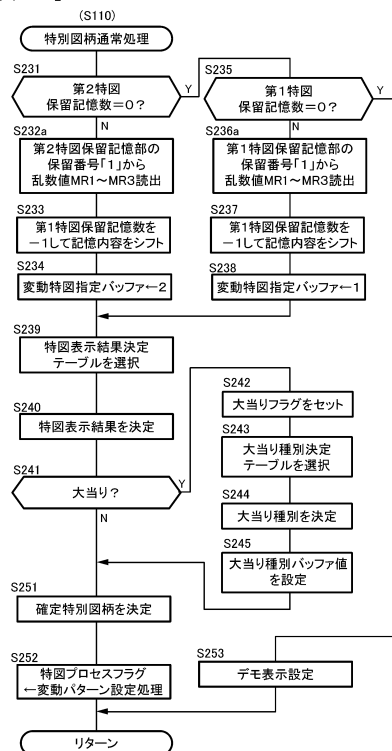 (S110)
特別図柄通常処理
S231
第2特図
保留記憶数=0?
Y
N
S235
第1特図
保留記憶数=0?
Y
N
S232a
第2特図保留記憶部の
保留番号「1」から
乱数値MR1～MR3読出
S236a
第1特図保留記憶部の
保留番号「1」から
乱数値MR1～MR3読出
S233
第1特図保留記憶数を
－1して記憶内容をシフト
S237
第1特図保留記憶数を
－1して記憶内容をシフト
S234
変動特図指定バッファ←2
S238
変動特図指定バッファ←1
S239
特図表示結果決定
テーブルを選択
S240
特図表示結果を決定
S241
大当り?
Y
N
S242
大当りフラグをセット
S243
大当り種別決定
テーブルを選択
S244
大当り種別を決定
S245
大当り種別バッファ値
を設定
S251
確定特別図柄を決定
S252
特図プロセスフラグ
←変動パターン設定処理
S253
デモ表示設定
リターン